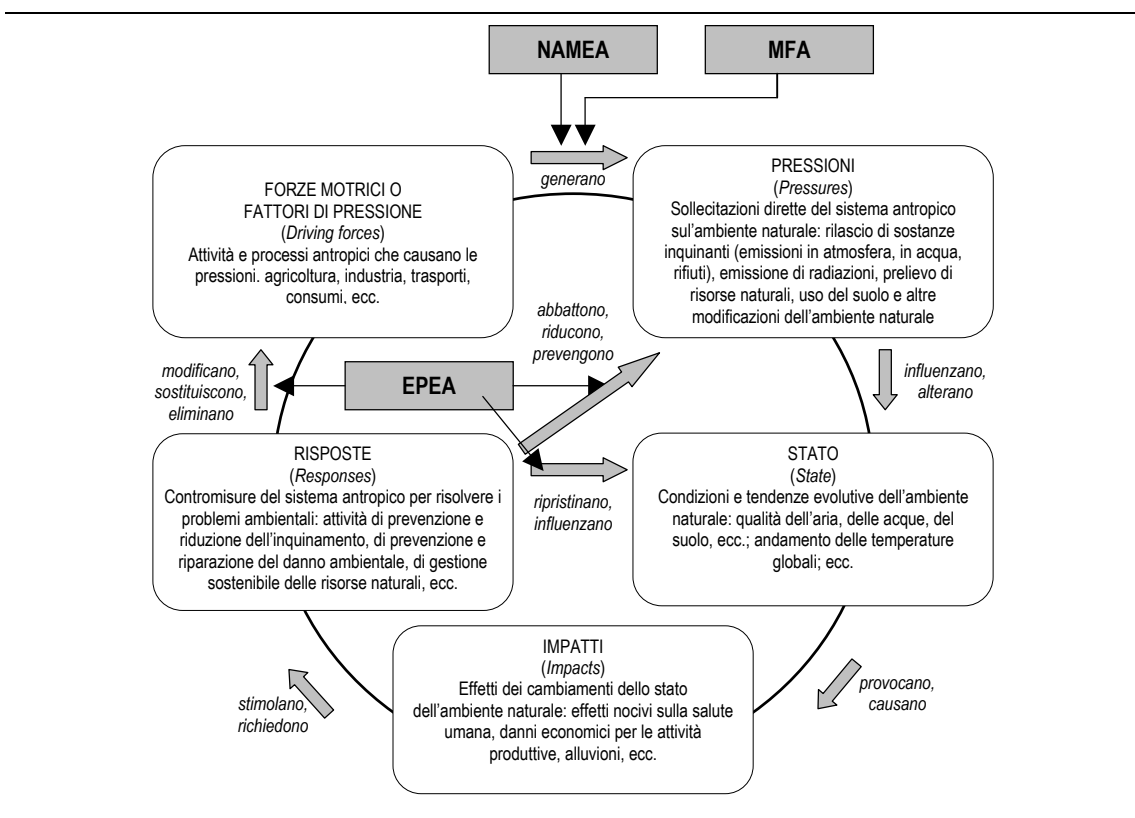 NAMEA
MFA
generano
FORZE MOTRICI O
FATTORI DI PRESSIONE
(Driving forces)
Attività e processi antropici che causano le
pressioni. agricoltura, industria, trasporti,
consumi, ecc.
PRESSIONI
(Pressures)
Sollecitazioni dirette del sistema antropico
sul’ambiente naturale: rilascio di sostanze
inquinanti (emissioni in atmosfera, in acqua,
rifiuti), emissione di radiazioni, prelievo di
risorse naturali, uso del suolo e altre
modificazioni dell’ambiente naturale
abbattono,
riducono,
prevengono
modificano,
sostituiscono,
eliminano
EPEA
influenzano,
alterano
RISPOSTE
(Responses)
Contromisure del sistema antropico per risolvere i
problemi ambientali: attività di prevenzione e
riduzione dell’inquinamento, di prevenzione e
riparazione del danno ambientale, di gestione
sostenibile delle risorse naturali, ecc.
ripristinano,
influenzano
STATO
(State)
Condizioni e tendenze evolutive dell’ambiente
naturale: qualità dell’aria, delle acque, del
suolo, ecc.; andamento delle temperature
globali; ecc.
IMPATTI
(Impacts)
Effetti dei cambiamenti dello stato
dell’ambiente naturale: effetti nocivi sulla salute
umana, danni economici per le attività
produttive, alluvioni, ecc.
stimolano,
richiedono
provocano,
causano